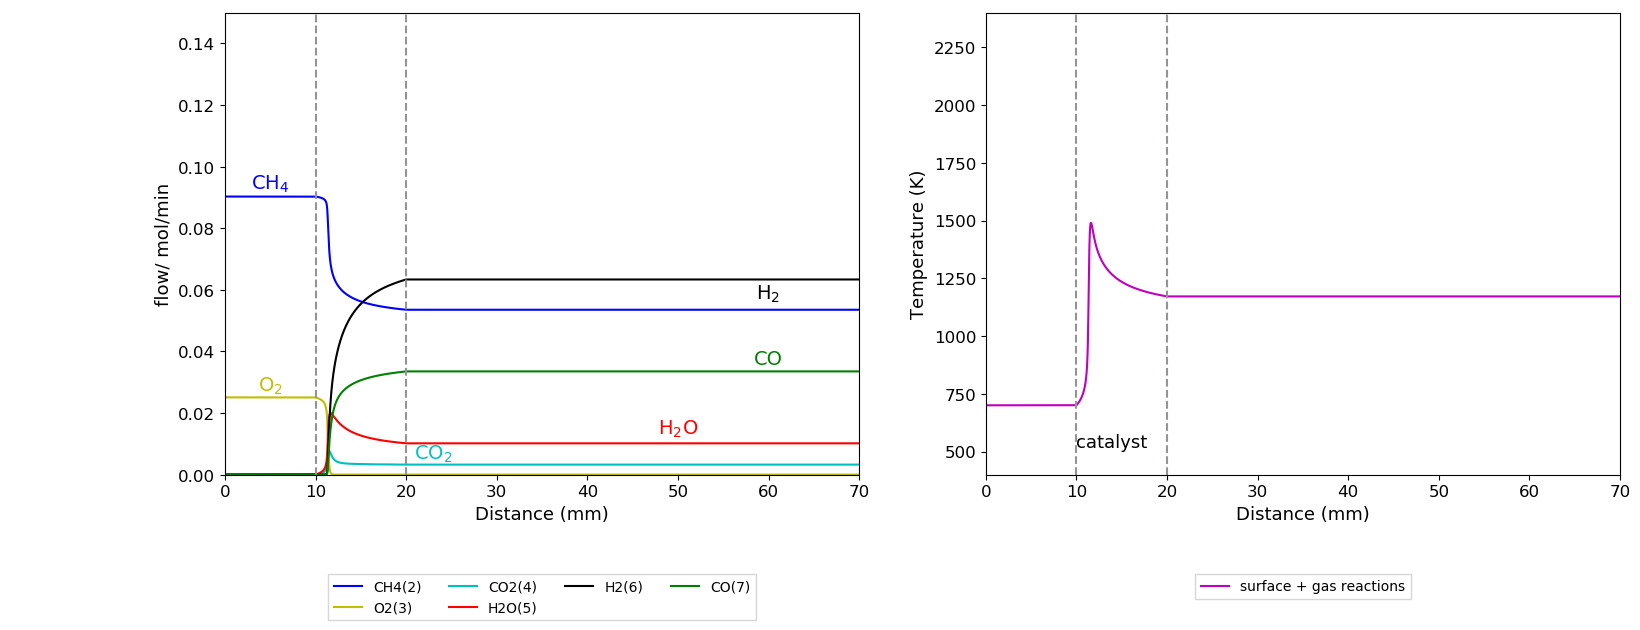 0.14
0.12
0.10
0.08
0.06
0.04
0.02
0.00
flow/ mol/min
CH4
O2
H2
CO
H2O
CO2
0 10 20 30 40 50 60 70
Distance (mm)
CH4(2) CO2(4) H2(6) CO(7)
O2(3) H2O(5)
2250
2000
1750
1500
1250
1000
750
500
Temperature (K)
catalyst
0 10 20 30 40 50 60 70
Distance (mm)
surface + gas reactions